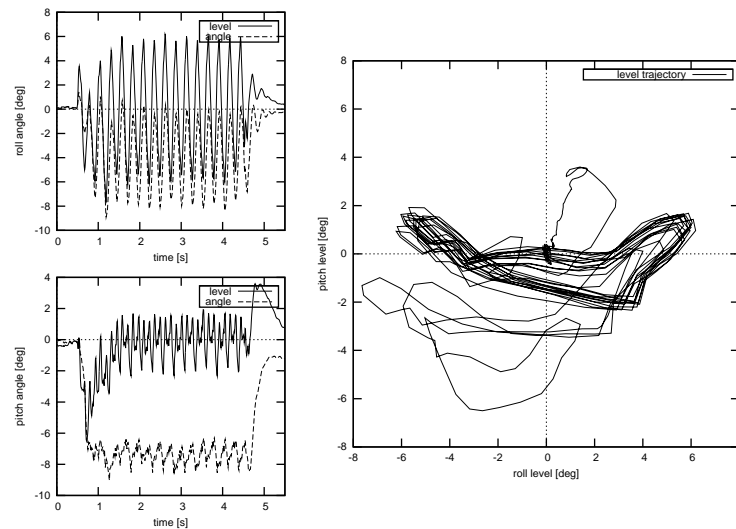 8
6
4
2
0
-2
-4
-6
-8
-10
0 1 2 3 4 5
roll angle [deg]
time [s]
level
angle
4
2
0
-2
-4
-6
-8
-10
0 1 2 3 4 5
pitch angle [deg]
time [s]
level
angle
8
6
4
2
0
-2
-4
-6
-8
-8 -6 -4 -2 0 2 4 6 8
pitch level [deg]
roll level [deg]
level trajectory